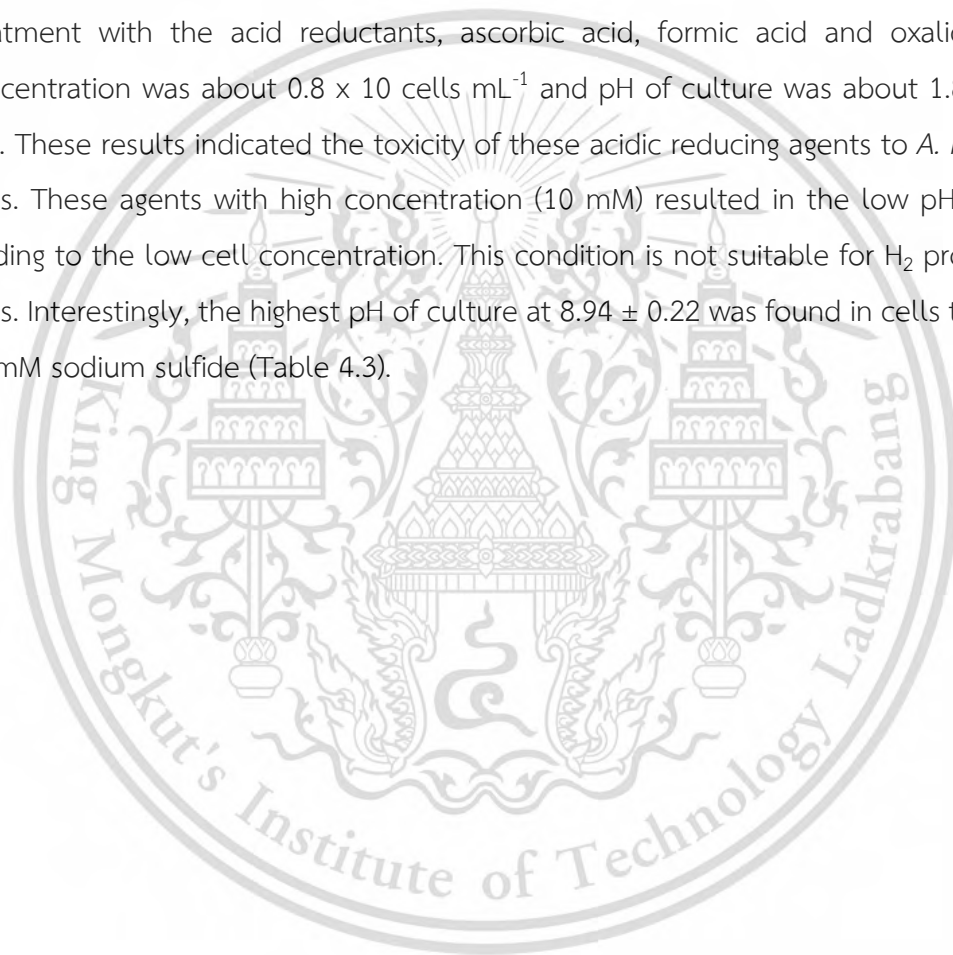 atment with the acid reductants, ascorbic acid, formic acid and oxalic
centration was about 0.8 x 10 cells mL⁻¹ and pH of culture was about 1.
. These results indicated the toxicity of these acidic reducing agents to A.
s. These agents with high concentration (10 mM) resulted in the low pH
ding to the low cell concentration. This condition is not suitable for H₂ pro
s. Interestingly, the highest pH of culture at 8.94 ± 0.22 was found in cells t
mM sodium sulfide (Table 4.3).
King Mongkut's Institute of Technology Ladkrabang